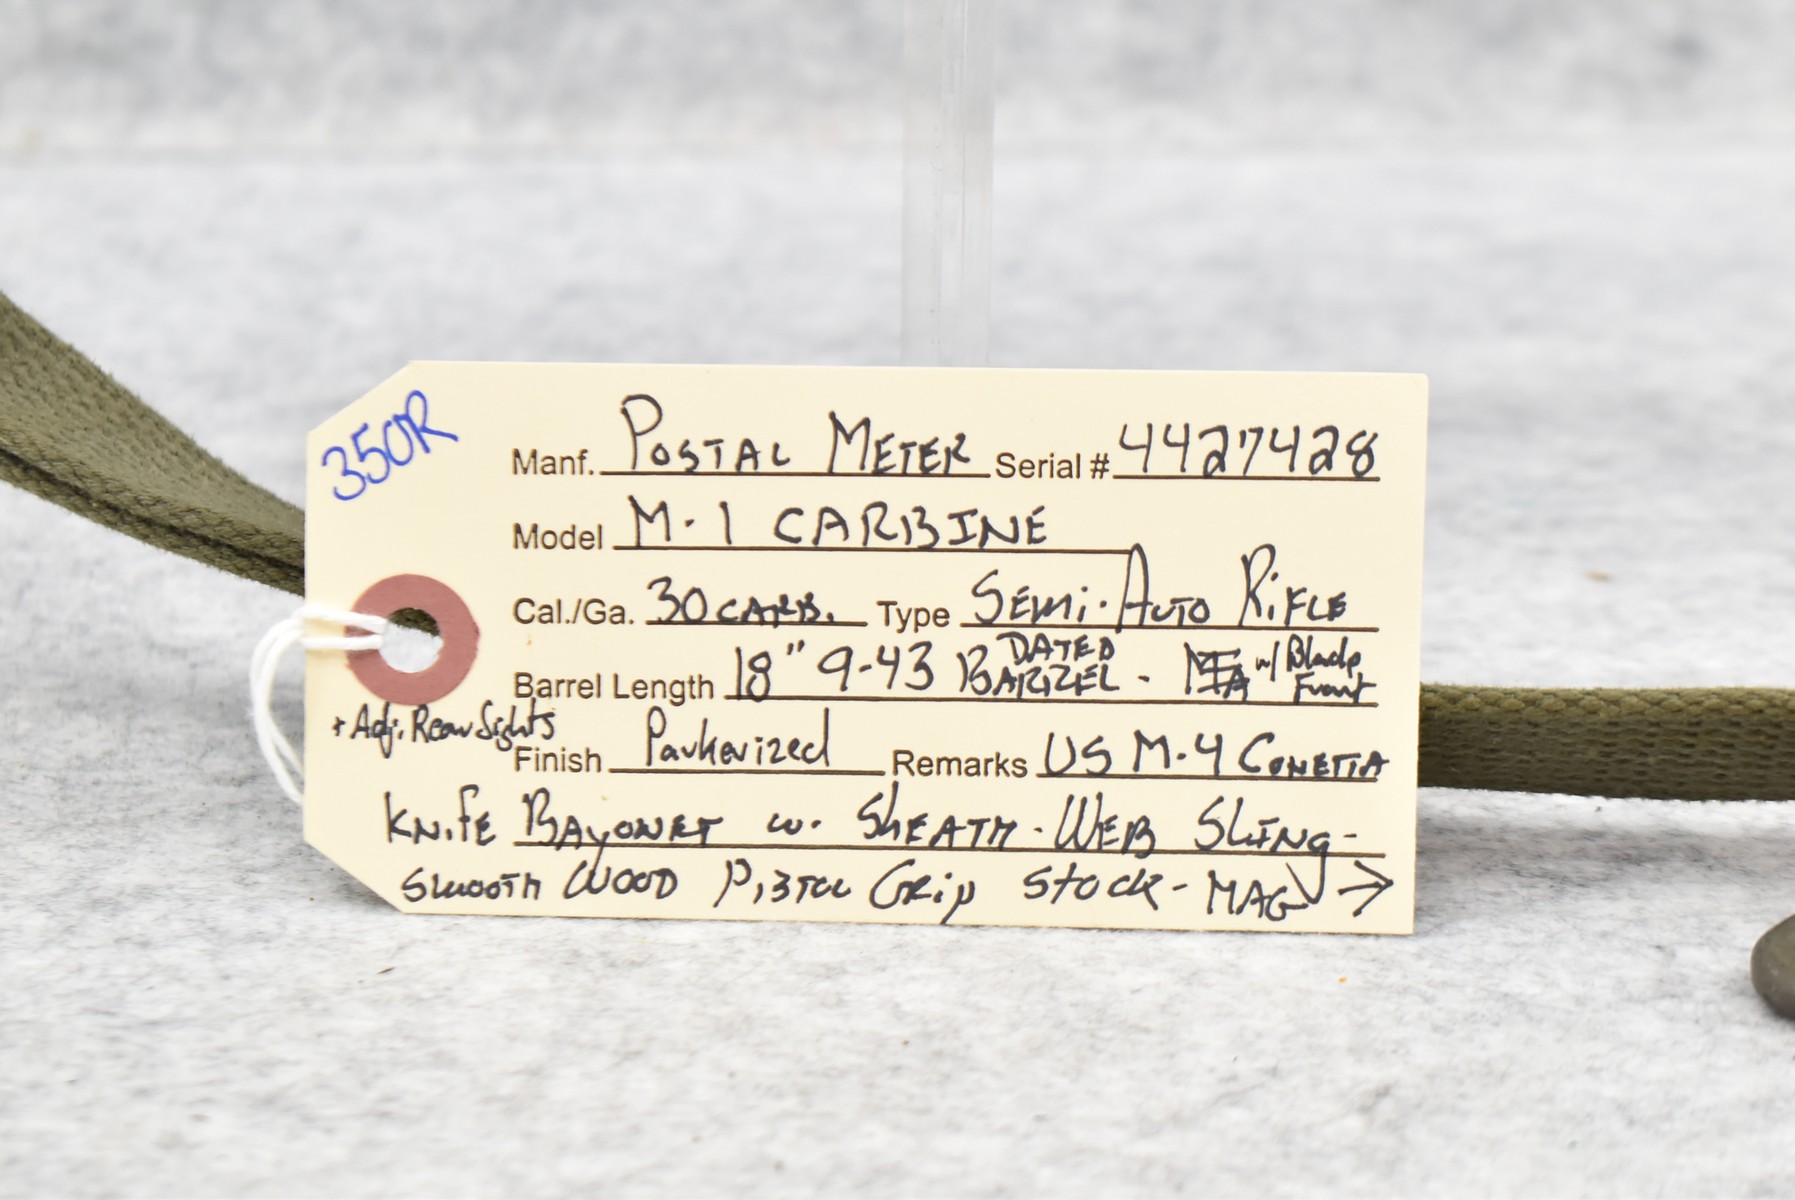 350R
Manf. POSTAL METER Serial # 4427428
Model M-1 CARBINE
Cal./Ga. 30 CARB. Type SEMI-AUTO RIFLE
Barrel Length 18" 9-43 DATED BARREL - w/ Blade Front
+ Adj. Rear Sights
Finish Parkerized Remarks US M-4 CONETTA
KNIFE BAYONET w. SHEATH - WEB SLING -
SMOOTH WOOD PISTOL GRIP STOCK - MAG →